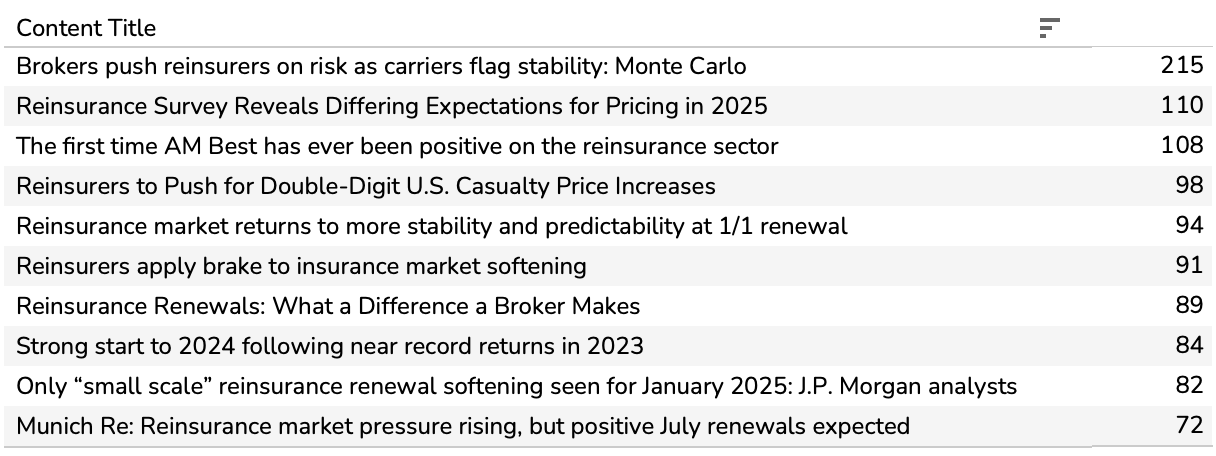 Content Title
Brokers push reinsurers on risk as carriers flag stability: Monte Carlo 215
Reinsurance Survey Reveals Differing Expectations for Pricing in 2025 110
The first time AM Best has ever been positive on the reinsurance sector 108
Reinsurers to Push for Double-Digit U.S. Casualty Price Increases 98
Reinsurance market returns to more stability and predictability at 1/1 renewal 94
Reinsurers apply brake to insurance market softening 91
Reinsurance Renewals: What a Difference a Broker Makes 89
Strong start to 2024 following near record returns in 2023 84
Only “small scale” reinsurance renewal softening seen for January 2025: J.P. Morgan analysts 82
Munich Re: Reinsurance market pressure rising, but positive July renewals expected 72